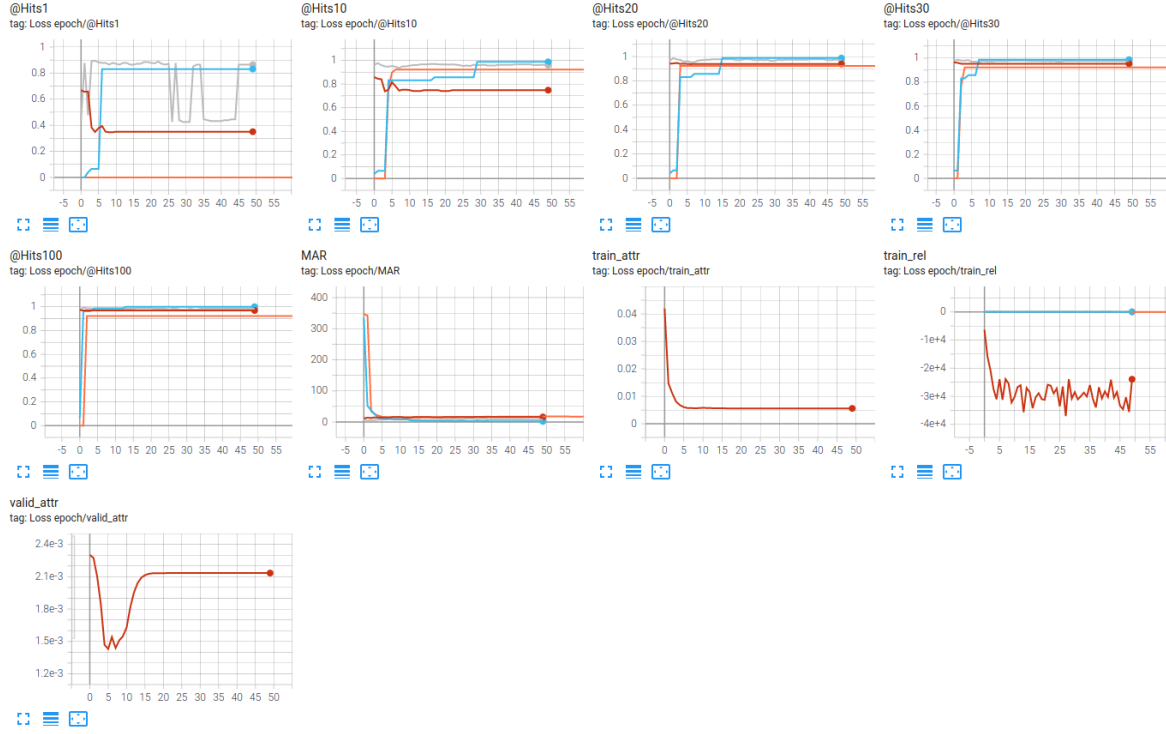 @Hits1
tag: Loss epoch/@Hits1
1
0.8
0.6
0.4
0.2
0
-5 0 5 10 15 20 25 30 35 40 45 50 55
@Hits10
tag: Loss epoch/@Hits10
1
0.8
0.6
0.4
0.2
0
-5 0 5 10 15 20 25 30 35 40 45 50 55
@Hits20
tag: Loss epoch/@Hits20
1
0.8
0.6
0.4
0.2
0
-5 0 5 10 15 20 25 30 35 40 45 50 55
@Hits30
tag: Loss epoch/@Hits30
1
0.8
0.6
0.4
0.2
0
-5 0 5 10 15 20 25 30 35 40 45 50 55
@Hits100
tag: Loss epoch/@Hits100
1
0.8
0.6
0.4
0.2
0
-5 0 5 10 15 20 25 30 35 40 45 50 55
MAR
tag: Loss epoch/MAR
400
300
200
100
0
-5 0 5 10 15 20 25 30 35 40 45 50 55
train_attr
tag: Loss epoch/train_attr
0.04
0.03
0.02
0.01
0
0 5 10 15 20 25 30 35 40 45 50
train_rel
tag: Loss epoch/train_rel
0
-1e+4
-2e+4
-3e+4
-4e+4
-5 5 15 25 35 45 55
valid_attr
tag: Loss epoch/valid_attr
2.4e-3
2.1e-3
1.8e-3
1.5e-3
1.2e-3
0 5 10 15 20 25 30 35 40 45 50